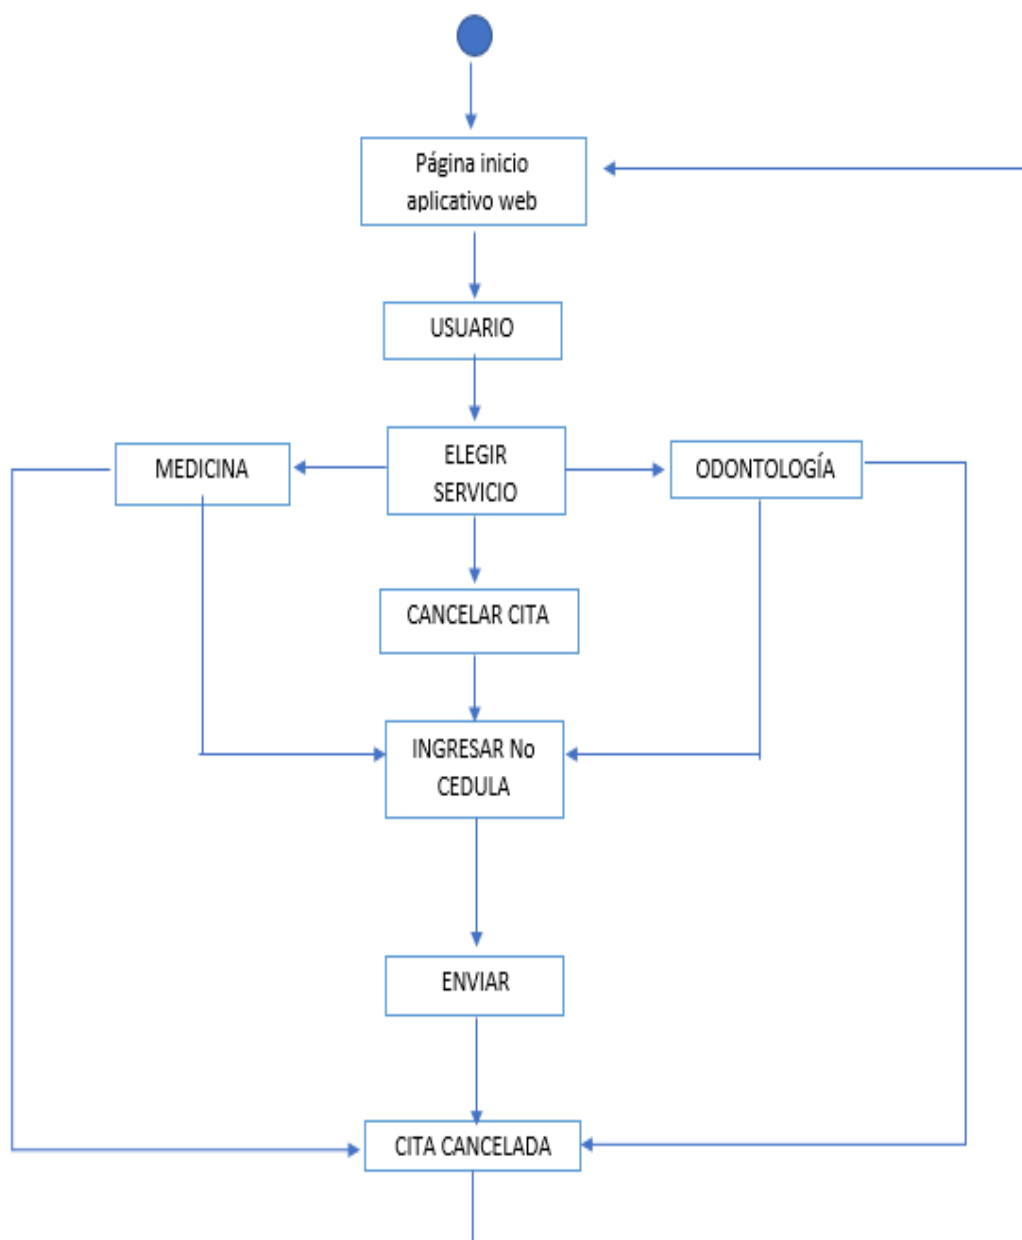 Página inicio
aplicativo web
USUARIO
MEDICINA
ELEGIR
SERVICIO
ODONTOLOGÍA
CANCELAR CITA
INGRESAR No
CEDULA
ENVIAR
CITA CANCELADA